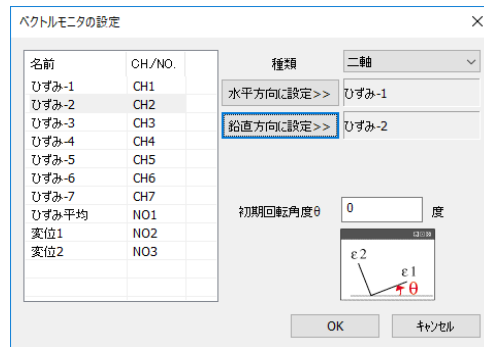 ベクトルモニタの設定
名前 CH/NO.
ひずみ-1 CH1
ひずみ-2 CH2
ひずみ-3 CH3
ひずみ-4 CH4
ひずみ-5 CH5
ひずみ-6 CH6
ひずみ-7 CH7
ひずみ平均 NO1
変位1 NO2
変位2 NO3
種類 二軸
水平方向に設定>> ひずみ-1
鉛直方向に設定>> ひずみ-2
初期回転角度θ 0 度
ε2
ε1
θ
OK キャンセル